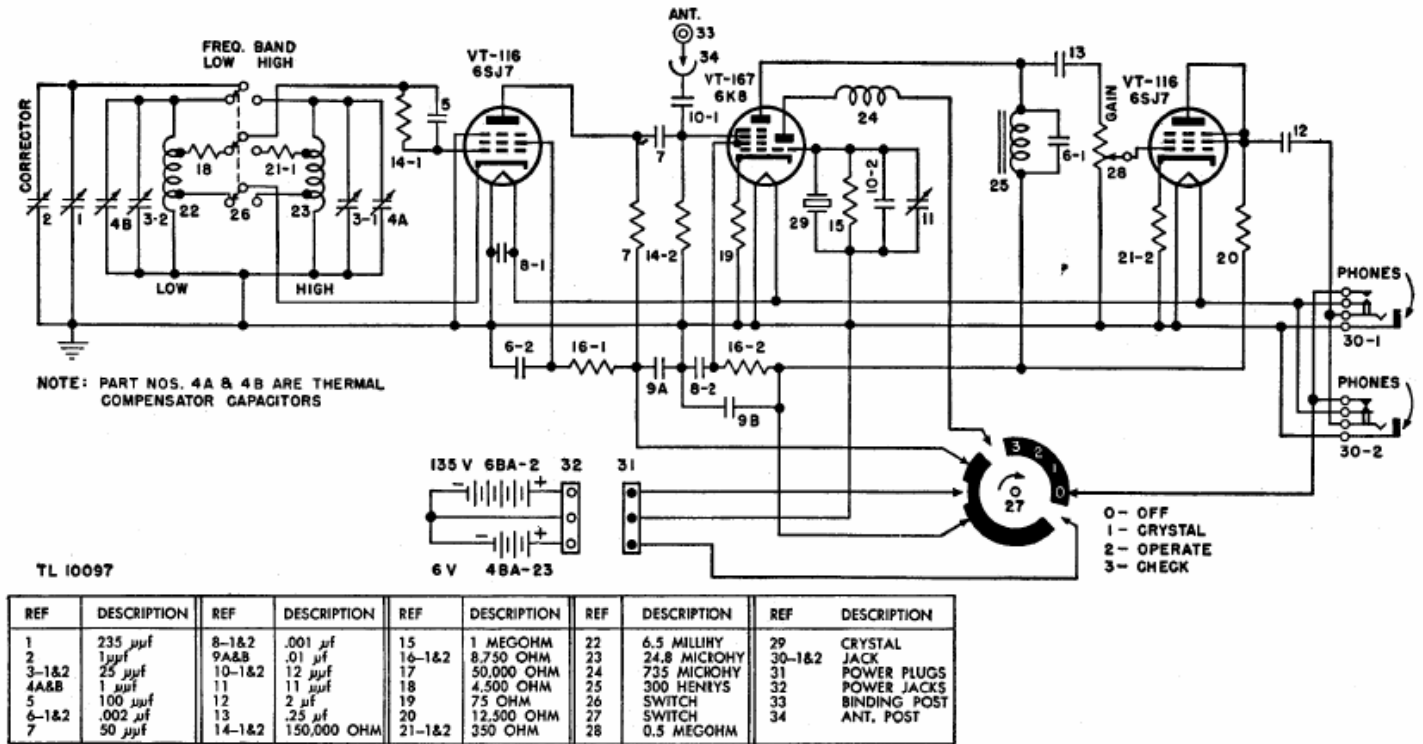 ANT.
33
34
FREQ. BAND
LOW HIGH
VT-116
6SJ7
VT-167
6K8
13
VT-116
6SJ7
CORRECTOR
5
10-1
24
GAIN
12
14-1
7
6-1
18
21-1
10-2
28
25
2
1
4B
3-2
22
26
23
3-1
4A
29
15
11
8-1
7
14-2
19
21-2
20
P
LOW
HIGH
PHONES
6-2
16-1
16-2
30-1
9A
8-2
NOTE: PART NOS. 4A & 4B ARE THERMAL
COMPENSATOR CAPACITORS
PHONES
9B
30-2
135 V 6BA-2 32 31
3
2
1
0
27
0- OFF
1- CRYSTAL
2- OPERATE
3- CHECK
- +
- +
6 V 4BA-23
TL 10097
REF DESCRIPTION REF DESCRIPTION REF DESCRIPTION REF DESCRIPTION REF DESCRIPTION
1 235 μμf 8-1&2 .001 μf 15 1 MEGOHM 22 6.5 MILLIHY 29 CRYSTAL
2 1μμf 9A&B .01 μf 16-1&2 8,750 OHM 23 24.8 MICROHY 30-1&2 JACK
3-1&2 25 μμf 10-1&2 12 μμf 17 50,000 OHM 24 735 MICROHY 31 POWER PLUGS
4A&B 1 μμf 11 11 μμf 18 4,500 OHM 25 300 HENRYS 32 POWER JACKS
5 100 μμf 12 2 μf 19 75 OHM 26 SWITCH 33 BINDING POST
6-1&2 .002 μf 13 .25 μf 20 12,500 OHM 27 SWITCH 34 ANT. POST
7 50 μμf 14-1&2 150,000 OHM 21-1&2 350 OHM 28 0.5 MEGOHM